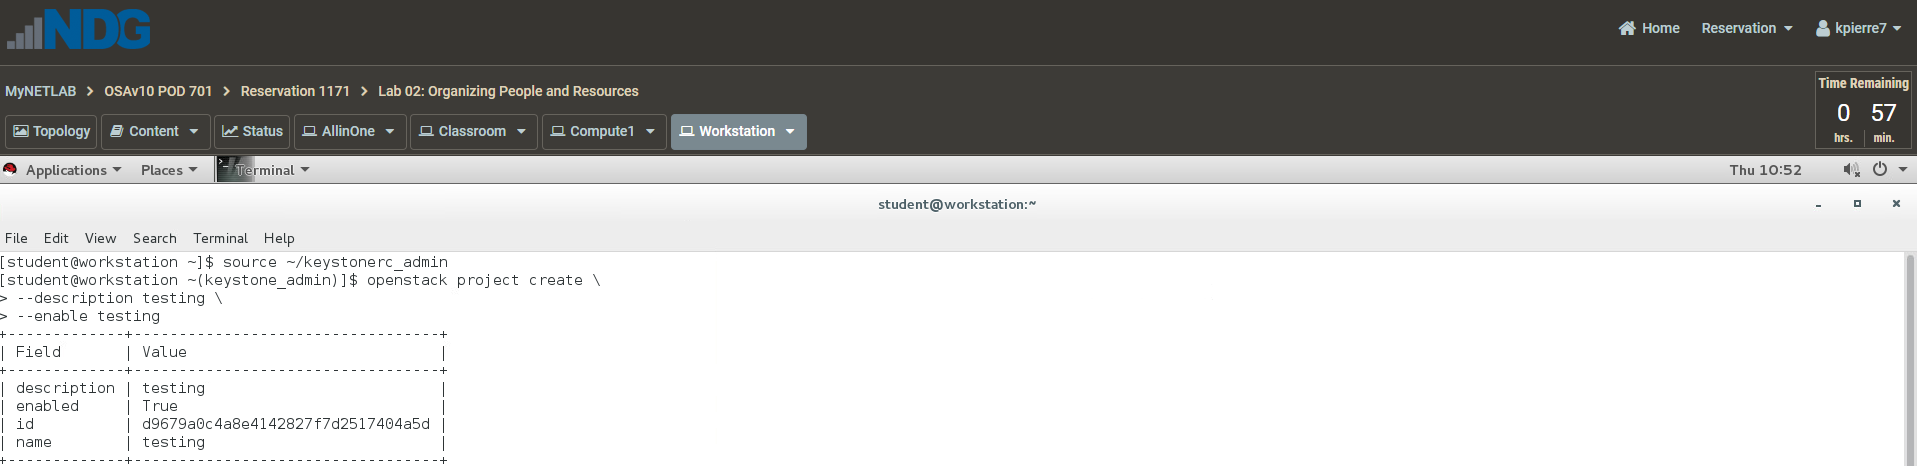 NDG
Home Reservation kpierre7
MyNETLAB > OSAv10 POD 701 > Reservation 1171 > Lab 02: Organizing People and Resources
Time Remaining
0 57
hrs. min.
Topology Content Status AllinOne Classroom Compute1 Workstation
Applications Places Terminal Thu 10:52
student@workstation:~
File Edit View Search Terminal Help
[student@workstation ~]$ source ~/keystonerc_admin
[student@workstation ~(keystone_admin)]$ openstack project create \
> --description testing \
> --enable testing
+-------------+----------------------------------+
| Field       | Value                            |
+-------------+----------------------------------+
| description | testing                          |
| enabled     | True                             |
| id          | d9679a0c4a8e4142827f7d2517404a5d |
| name        | testing                          |
+-------------+----------------------------------+